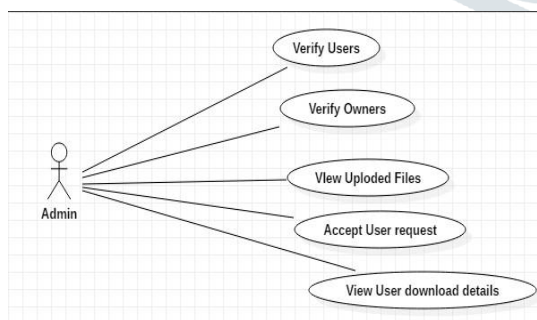 Verify Users
Verify Owners
VIew Uploded Files
Admin
Accept User request
View User download details